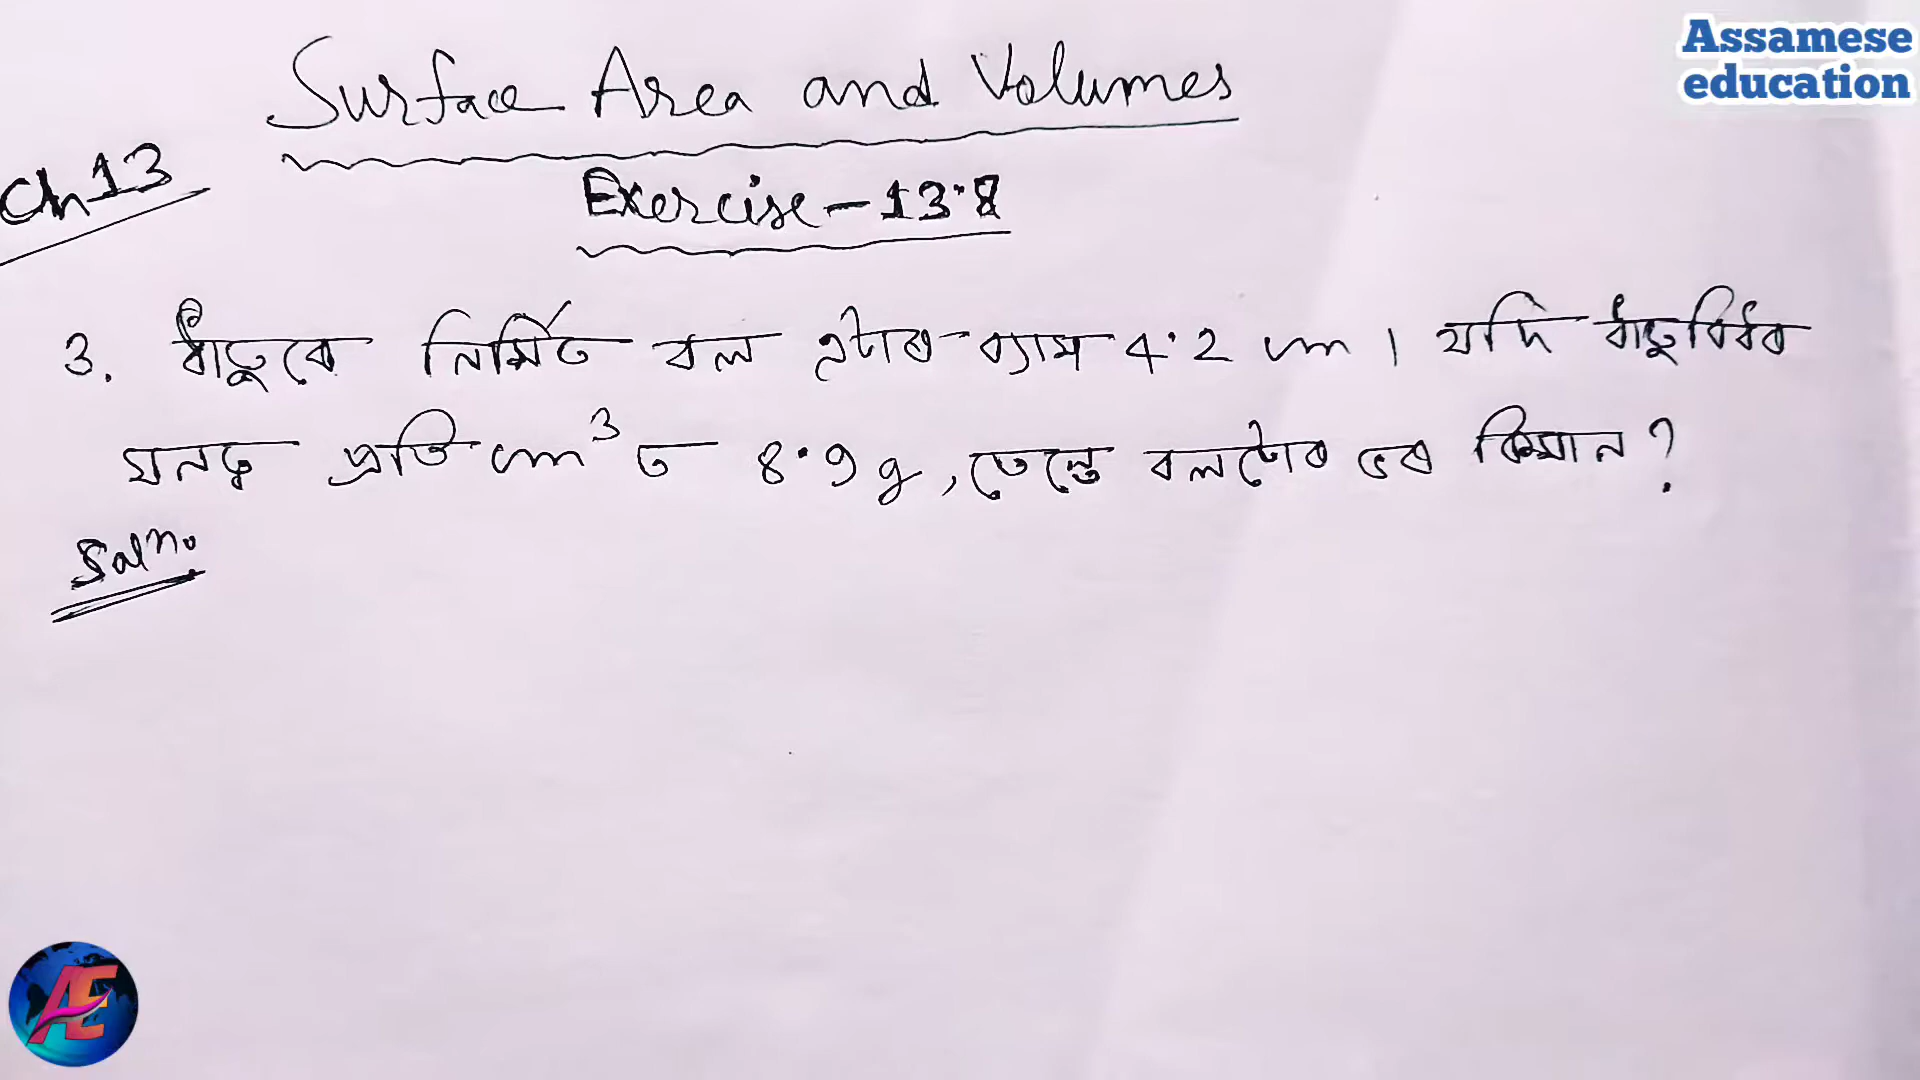 Assamese
education
Surface Area and Volumes
Ch 13
Exercise - 13.8
3. ধাঁতুৰে নিৰ্মিত বল এটাৰ ব্যাস 4.2 cm । যদি ধাঁতুবিধৰ
ঘনত্ব প্ৰতি cm³ ত 8.9 g, তেন্তে বলটোৰ ভৰ কিমান?
Solⁿ.
AE